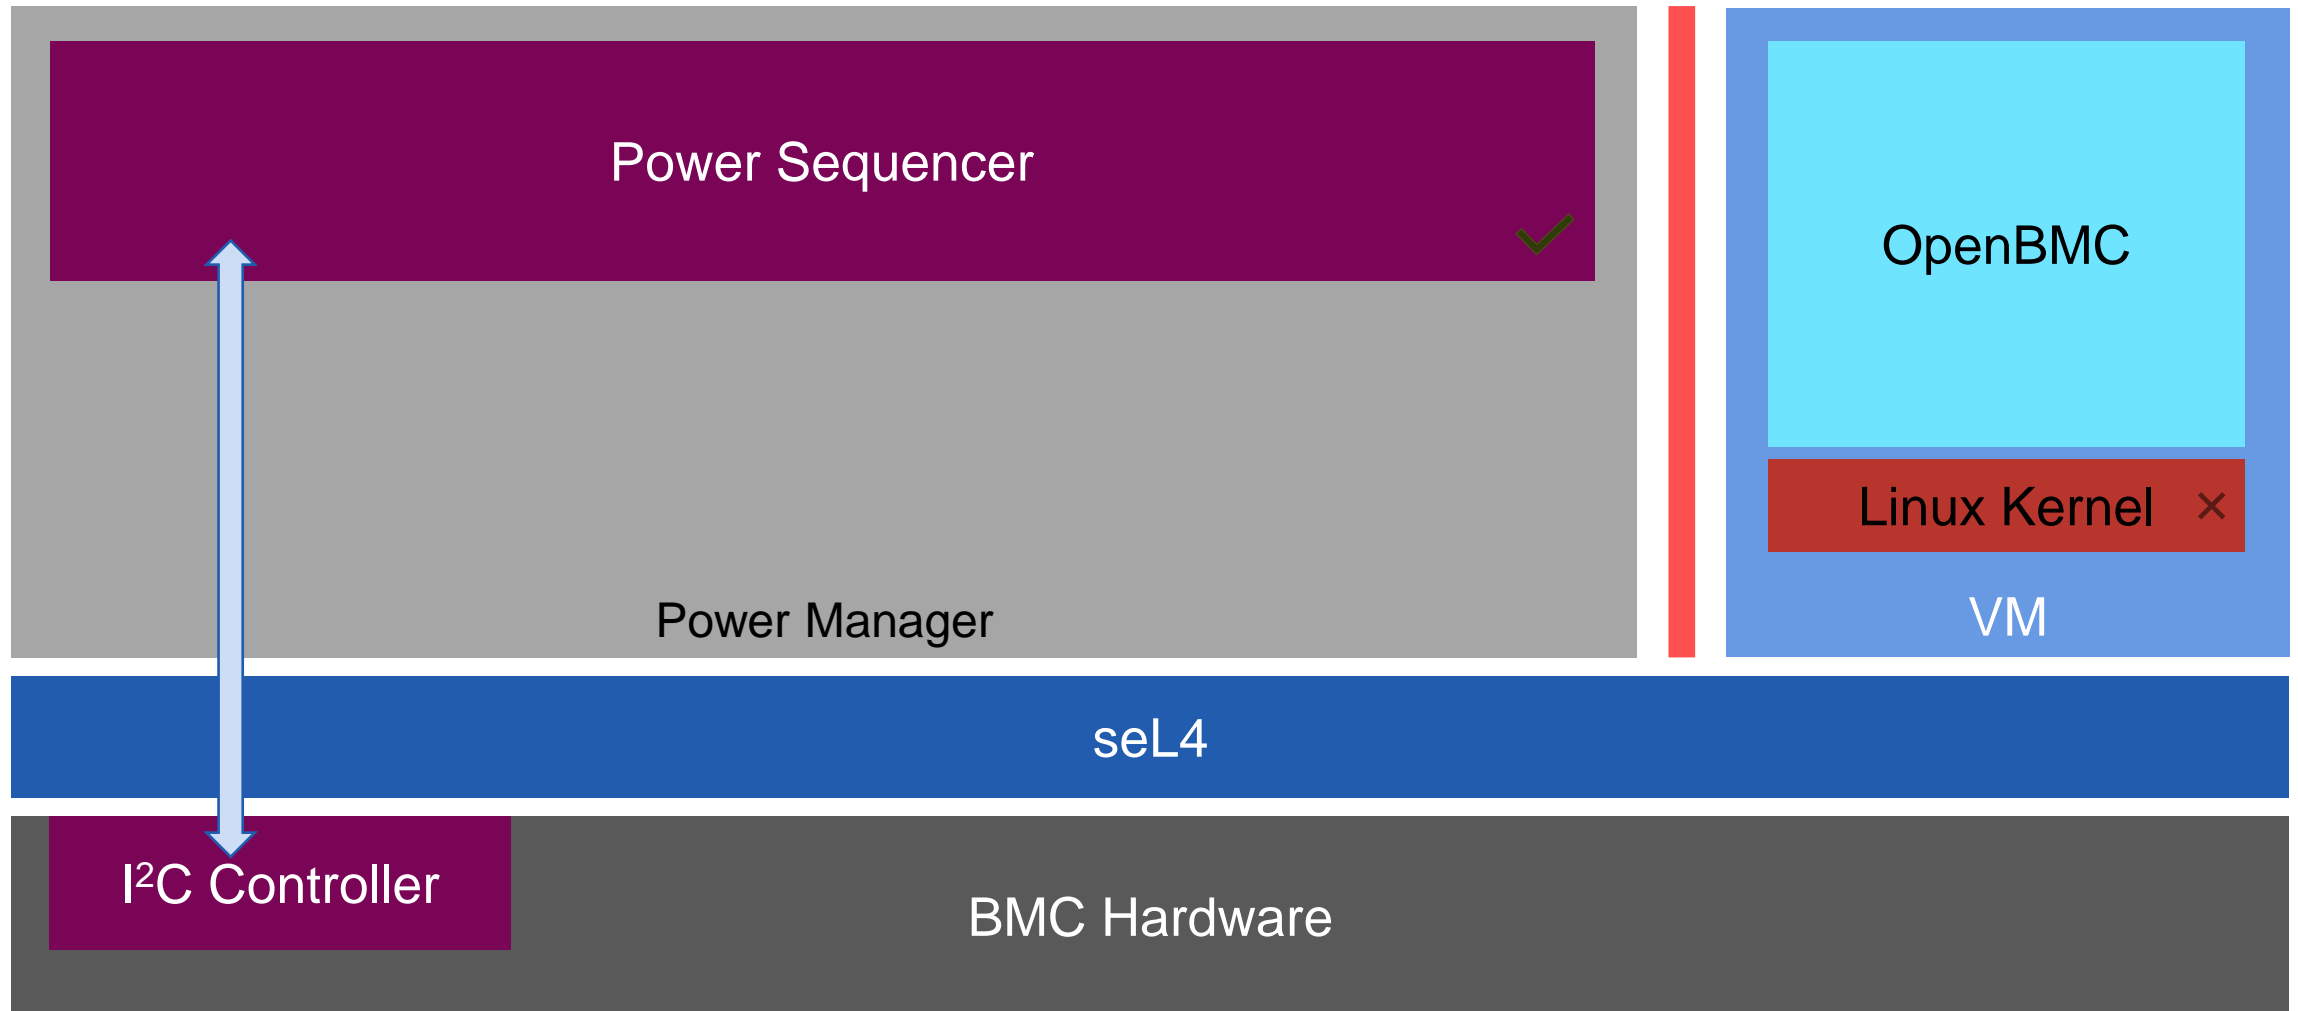 Power Sequencer
OpenBMC
Linux Kernel
Power Manager
VM
seL4
I²C Controller
BMC Hardware